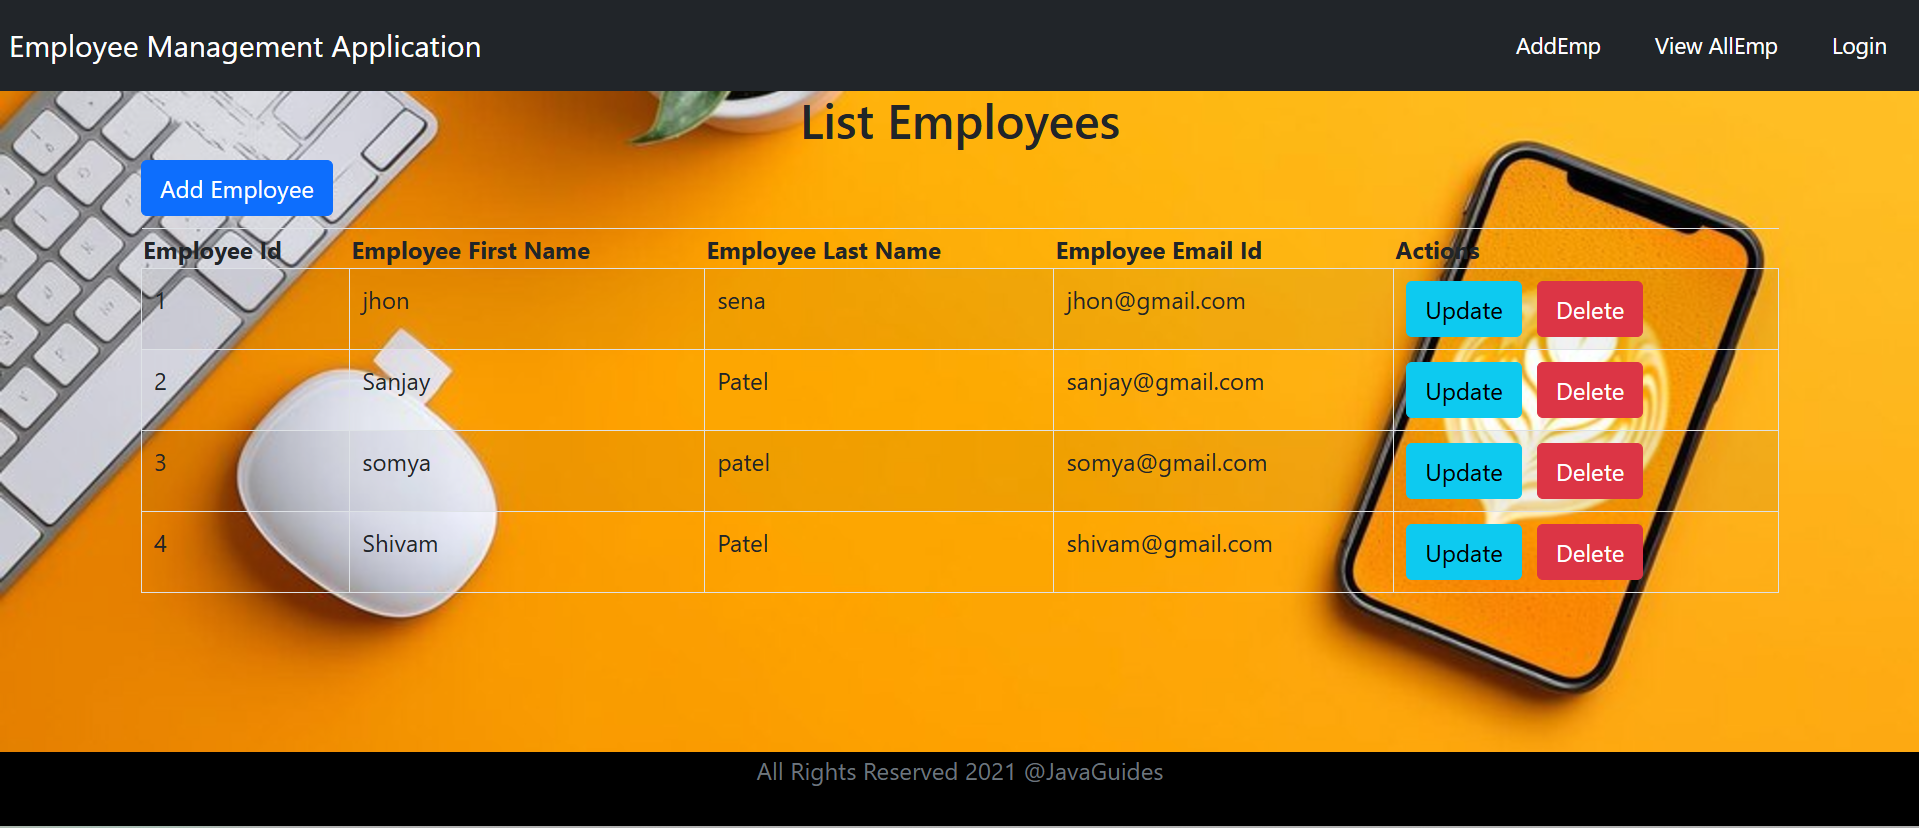 Employee Management Application AddEmp View AllEmp Login
List Employees
Add Employee
Employee Id Employee First Name Employee Last Name Employee Email Id Actions
1 jhon sena jhon@gmail.com Update Delete
2 Sanjay Patel sanjay@gmail.com Update Delete
3 somya patel somya@gmail.com Update Delete
4 Shivam Patel shivam@gmail.com Update Delete
All Rights Reserved 2021 @JavaGuides